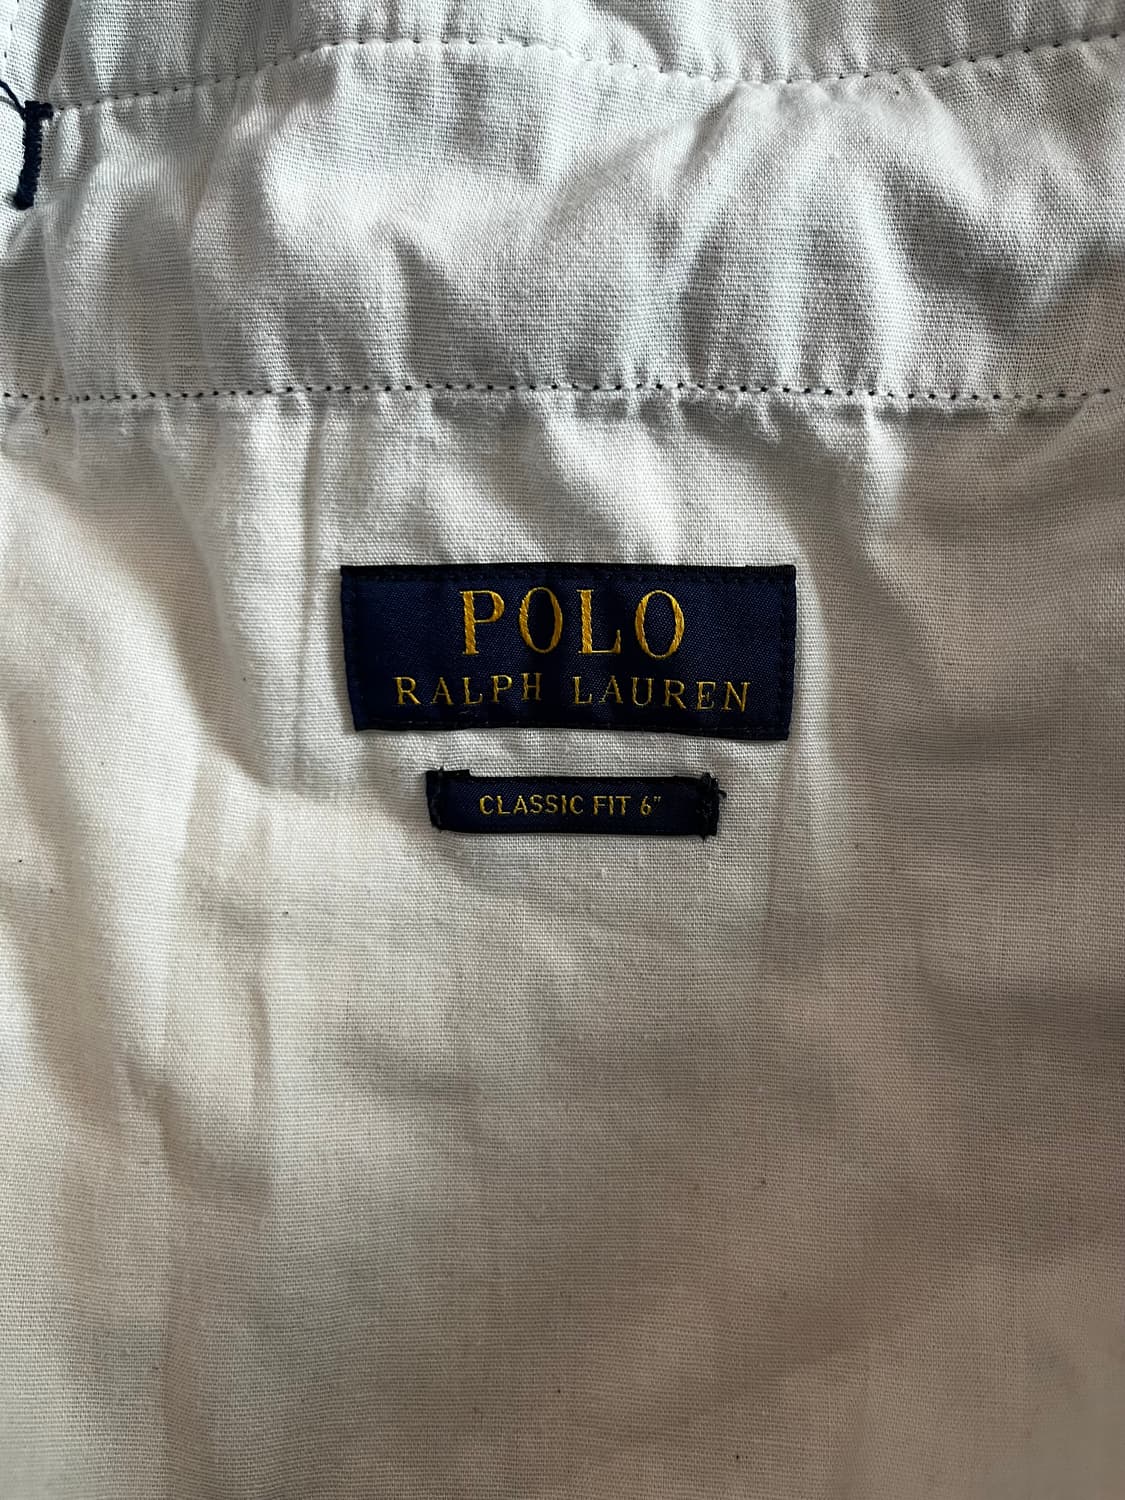 POLO
RALPH LAUREN
CLASSIC FIT 6"